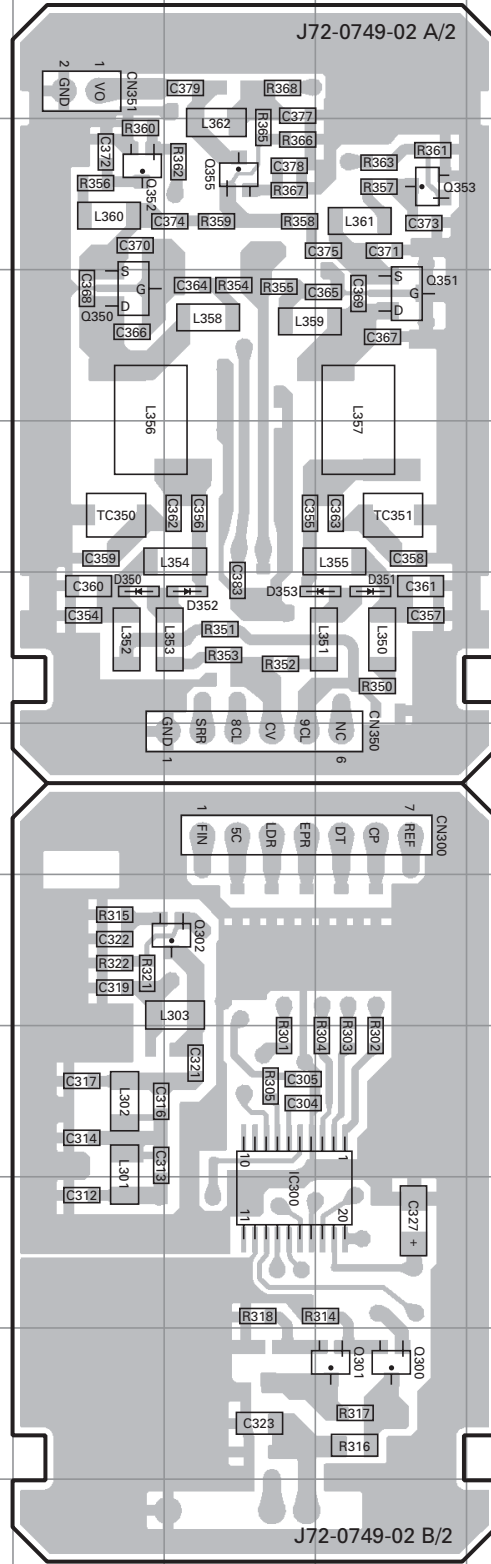 J72-0749-02 A/2
2 1
GND VO
CN351
C379 R368
L362 R365 C377
R360 R366
C372 R362 Q355 C378 R363 R361
R356 Q352 R367 R357 Q353
L360 C374 R359 R358 L361 C373
C370 C375 C371
C368 S G D Q350 C364 R354 R355 C365 C369 S G D Q351
L358 L359
C366 C367
L356 L357
TC350 C362 C356 C355 C363 TC351
C359 L354 L355 C358
C360 D350 D352 C383 D353 D351 C361
C354 C357
L352 L353 R351 L351 L350
R353 R352
R350
GND SRR 8CL CV 9CL NC
1 6
CN350
1 7
FIN 5C LDR EPR DT CP REF
CN300
R315 Q302
C322
R322 R321
C319
L303
R301 R304 R303 R302
C321
C317 L302 C316 R305 C305
C304
C314
L301 C313
10 1
IC300
11 20
C312
C327 +
R318 R314
Q301 Q300
R317
C323
R316
J72-0749-02 B/2